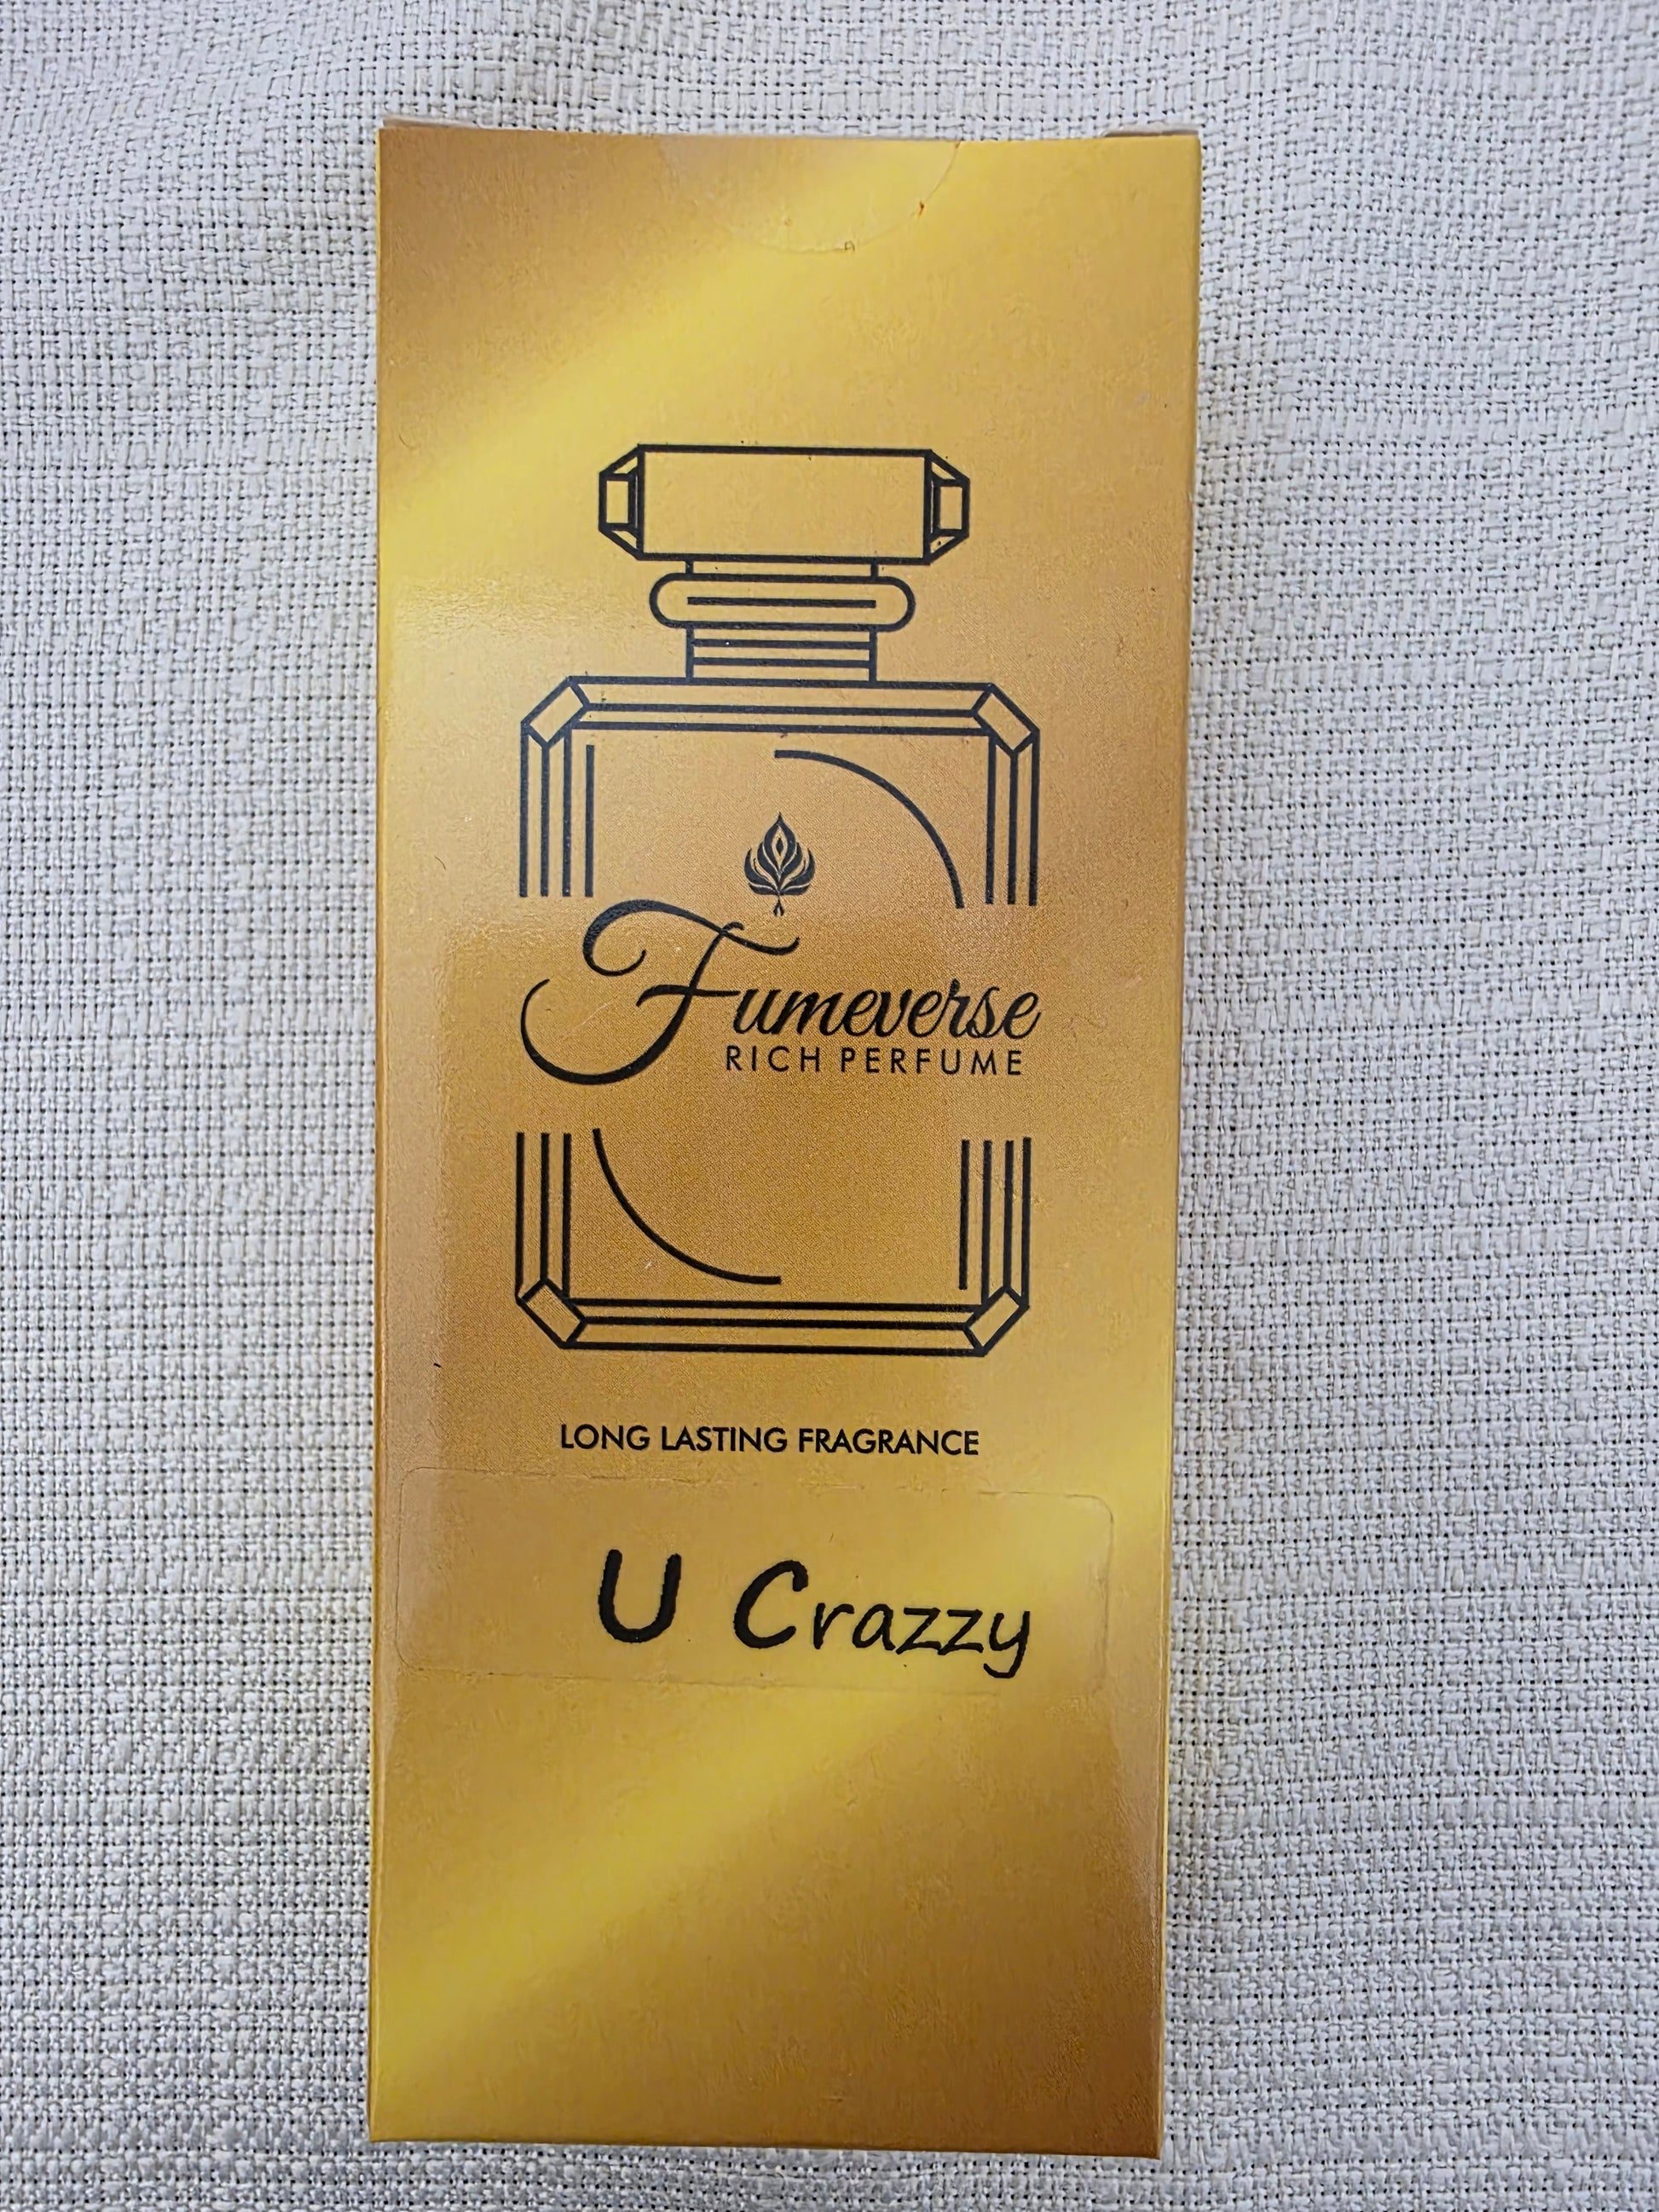 Fumeverse
RICH PERFUME
LONG LASTING FRAGRANCE
U Crazzy